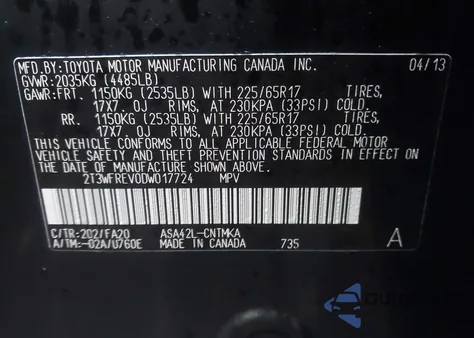 MFD.BY:TOYOTA MOTOR MANUFACTURING CANADA INC. 04/13
GVWR:2035KG (4485LB)
GAWR:FRT. 1150KG (2535LB) WITH 225/65R17 TIRES,
17X7.0J RIMS, AT 230KPA (33PSI) COLD.
RR. 1150KG (2535LB) WITH 225/65R17 TIRES,
17X7.0J RIMS, AT 230KPA (33PSI) COLD.
THIS VEHICLE CONFORMS TO ALL APPLICABLE FEDERAL MOTOR
VEHICLE SAFETY AND THEFT PREVENTION STANDARDS IN EFFECT
ON THE DATE OF MANUFACTURE SHOWN ABOVE.
2T3WFREV0DW017724 MPV
C/TR:202/FA20 ASA42L-CNTMKA
A/TM:-02A/U760E MADE IN CANADA 735 A